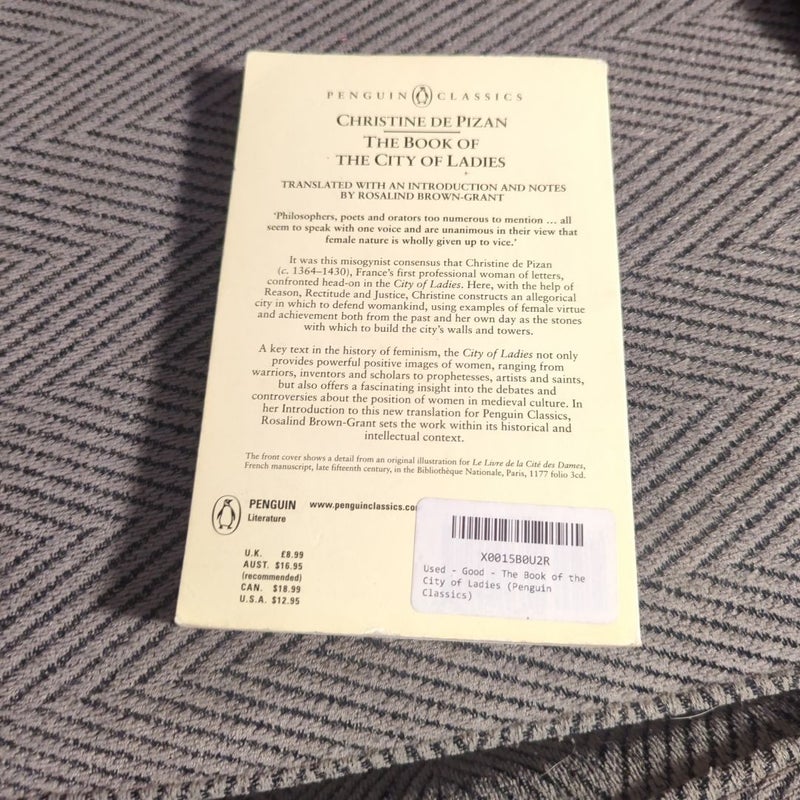 PENGUIN CLASSICS
CHRISTINE DE PIZAN
THE BOOK OF
THE CITY OF LADIES
TRANSLATED WITH AN INTRODUCTION AND NOTES
BY ROSALIND BROWN-GRANT
'Philosophers, poets and orators too numerous to mention ... all
seem to speak with one voice and are unanimous in their view that
female nature is wholly given up to vice.'
It was this misogynist consensus that Christine de Pizan
(c. 1364–1430), France's first professional woman of letters,
confronted head-on in the City of Ladies. Here, with the help of
Reason, Rectitude and Justice, Christine constructs an allegorical
city in which to defend womankind, using examples of female virtue
and achievement both from the past and her own day as the stones
with which to build the city's walls and towers.
A key text in the history of feminism, the City of Ladies not only
provides powerful positive images of women, ranging from
warriors, inventors and scholars to prophetesses, artists and saints,
but also offers a fascinating insight into the debates and
controversies about the position of women in medieval culture. In
her Introduction to this new translation for Penguin Classics,
Rosalind Brown-Grant sets the work within its historical and
intellectual context.
The front cover shows a detail from an original illustration for Le Livre de la Cité des Dames,
French manuscript, late fifteenth century, in the Bibliothèque Nationale, Paris, 1177 folio 3cd.
PENGUIN www.penguinclassics.co
Literature
U.K. £8.99
AUST. $16.95
(recommended)
CAN. $18.99
U.S.A. $12.95
X0015B0U2R
Used - Good - The Book of the
City of Ladies (Penguin
Classics)